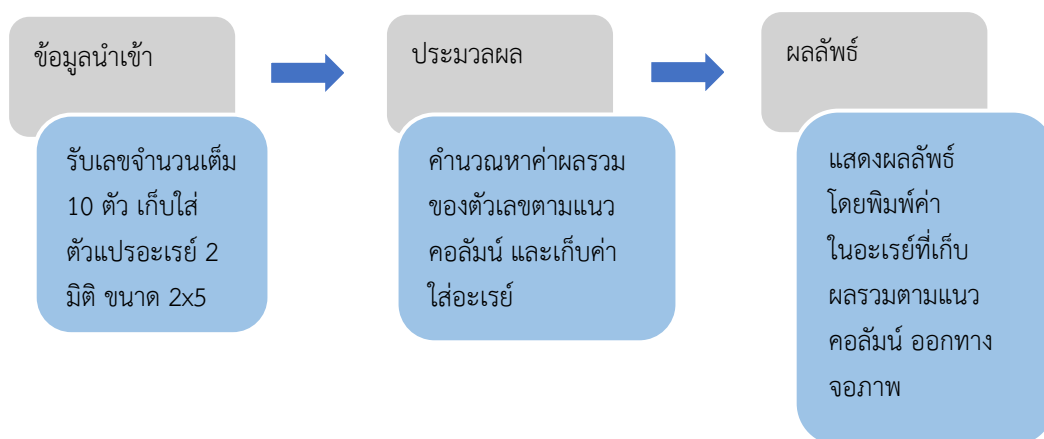 ข้อมูลนำเข้า
รับเลขจำนวนเต็ม
10 ตัว เก็บใส่
ตัวแปรอะเรย์ 2
มิติ ขนาด 2x5
ประมวลผล
คำนวณหาค่าผลรวม
ของตัวเลขตามแนว
คอลัมน์ และเก็บค่า
ใส่อะเรย์
ผลลัพธ์
แสดงผลลัพธ์
โดยพิมพ์ค่า
ในอะเรย์ที่เก็บ
ผลรวมตามแนว
คอลัมน์ ออกทาง
จอภาพ